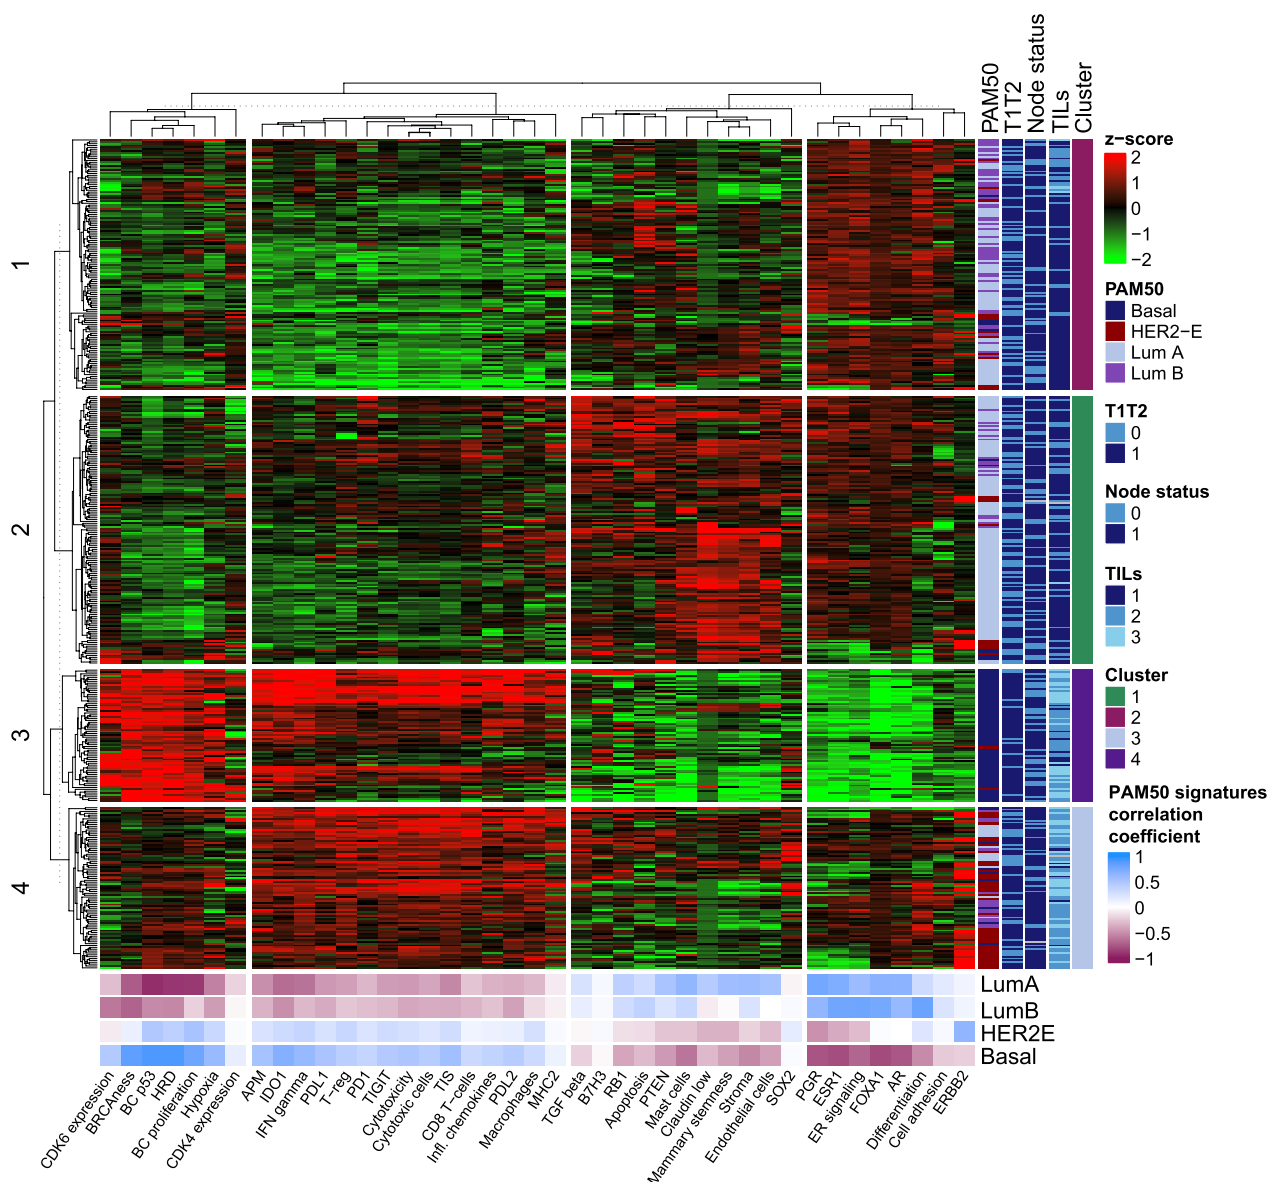 PAM50
T1T2
Node status
TILs
Cluster
1
2
3
4
z−score
2
1
0
−1
−2
PAM50
Basal
HER2−E
Lum A
Lum B
T1T2
0
1
Node status
0
1
TILs
1
2
3
Cluster
1
2
3
4
PAM50 signatures
correlation
coefficient
1
0.5
0
−0.5
−1
LumA
LumB
HER2E
Basal
CDK6 expression
BRCAness
BC p53
HRD
BC proliferation
Hypoxia
CDK4 expression
APM
IDO1
IFN gamma
PDL1
T−reg
PD1
TIGIT
Cytotoxicity
Cytotoxic cells
TIS
CD8 T−cells
Infl. chemokines
PDL2
Macrophages
MHC2
TGF beta
B7H3
RB1
Apoptosis
PTEN
Mast cells
Claudin low
Mammary stemness
Stroma
Endothelial cells
SOX2
PGR
ESR1
ER signaling
FOXA1
AR
Differentiation
Cell adhesion
ERBB2